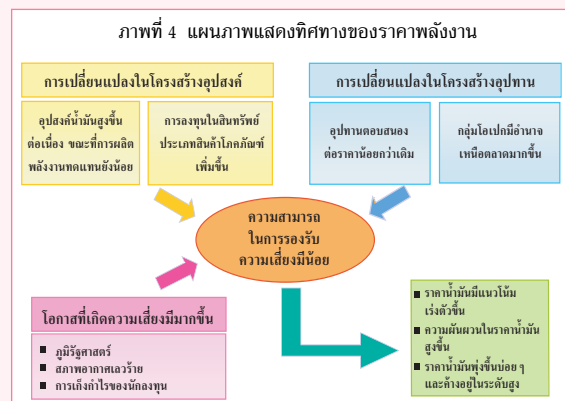 ภาพที่ 4 แผนภาพแสดงทิศทางของราคาพลังงาน
การเปลี่ยนแปลงในโครงสร้างอุปสงค์
อุปสงค์น้ำมันสูงขึ้น
ต่อเนื่อง ขณะที่การผลิต
พลังงานทดแทนยังน้อย
การลงทุนในสินทรัพย์
ประเภทสินค้าโภคภัณฑ์
เพิ่มขึ้น
การเปลี่ยนแปลงในโครงสร้างอุปทาน
อุปทานตอบสนอง
ต่อราคาน้อยกว่าเดิม
กลุ่มโอเปกมีอำนาจ
เหนือตลาดมากขึ้น
ความสามารถ
ในการรองรับ
ความเสี่ยงมีน้อย
โอกาสที่เกิดความเสี่ยงมีมากขึ้น
■ ภูมิรัฐศาสตร์
■ สภาพอากาศเลวร้าย
■ การเก็งกำไรของนักลงทุน
■ ราคาน้ำมันมีแนวโน้ม
เร่งตัวขึ้น
■ ความผันผวนในราคาน้ำมัน
สูงขึ้น
■ ราคาน้ำมันพุ่งขึ้นบ่อย ๆ
และค้างอยู่ในระดับสูง